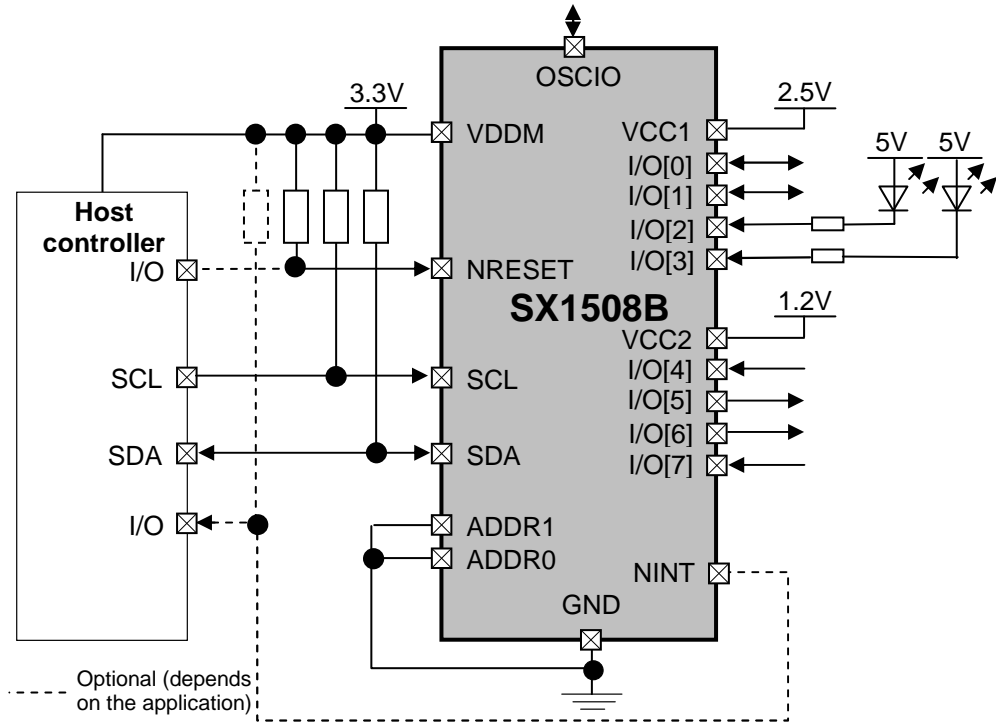 OSCIO
3.3V
2.5V
VDDM
VCC1
5V
5V
I/O[0]
I/O[1]
I/O[2]
I/O[3]
Host
controller
I/O
NRESET
SX1508B
1.2V
VCC2
SCL
SCL
I/O[4]
I/O[5]
I/O[6]
I/O[7]
SDA
SDA
I/O
ADDR1
ADDR0
NINT
GND
Optional (depends
on the application)